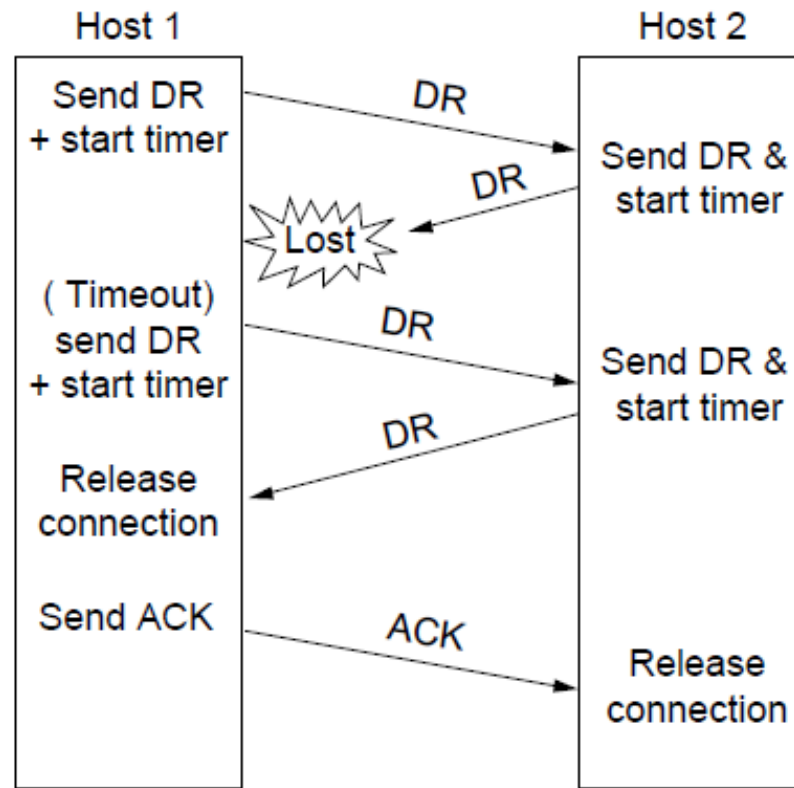 Host 1
Host 2
Send DR
+ start timer
DR
Send DR &
start timer
DR
Lost
( Timeout)
send DR
+ start timer
DR
Send DR &
start timer
DR
Release
connection
Send ACK
ACK
Release
connection